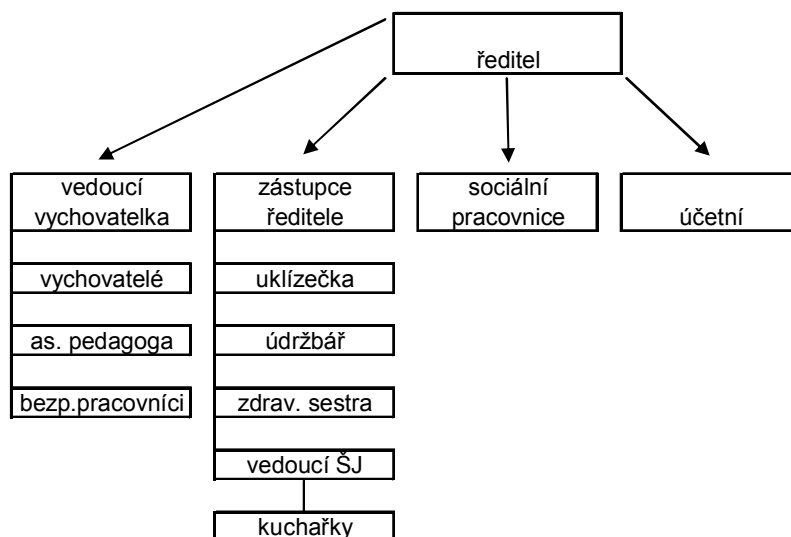 ředitel
vedoucí
vychovatelka
zástupce
ředitele
sociální
pracovnice
účetní
vychovatelé
uklízečka
as. pedagoga
údržbář
bezp.pracovníci
zdrav. sestra
vedoucí ŠJ
kuchařky